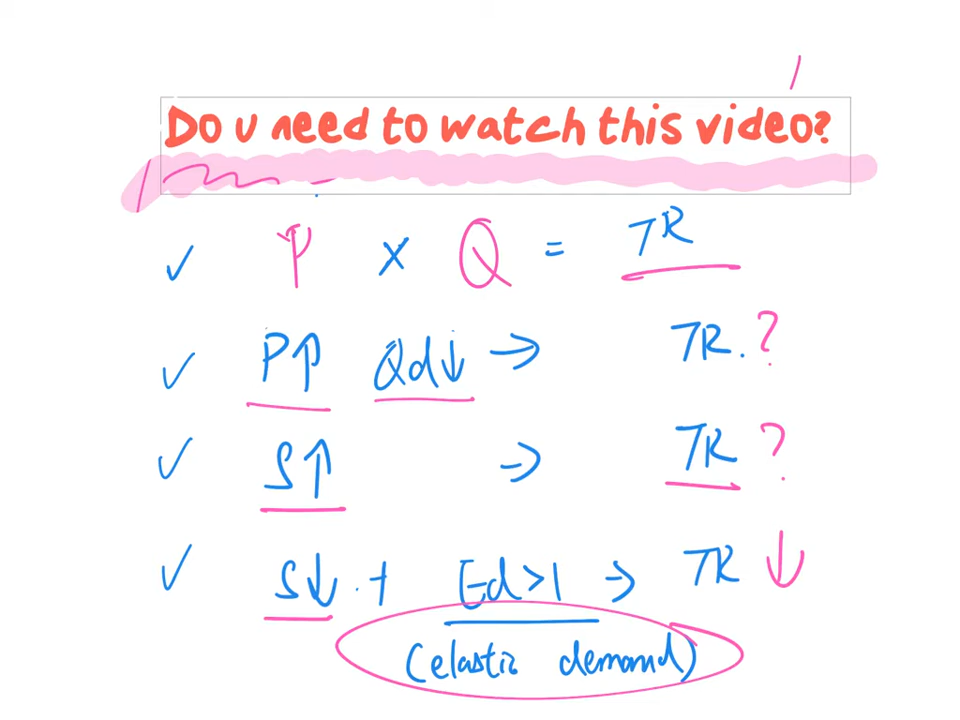 Do u need to watch this video?
✓ P × Q = TR
✓ P↑ Qd↓ → TR.?
✓ S↑ → TR ?
✓ S↓ + Ed>1 → TR ↓
(elastic demand)